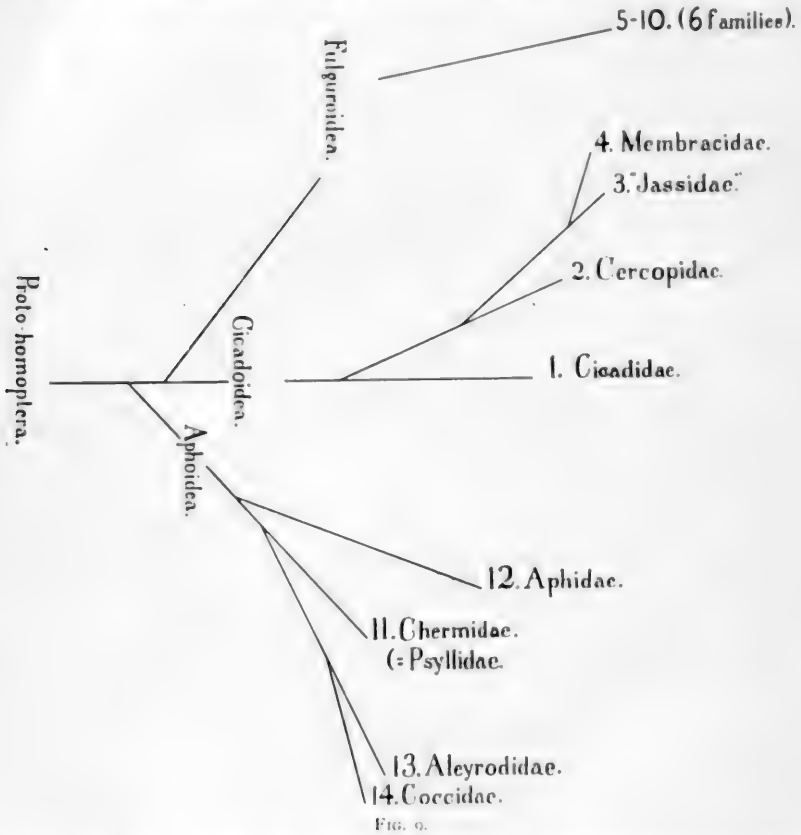 5-10. (6 families).
Fulguroidea.
4. Membracidae.
3. "Jassidae."
2. Cercopidae.
Cicadoidea.
1. Cicadidae.
Proto-homoptera.
Aphoidea.
12. Aphidae.
11. Chermidae.
(=Psyllidae.
13. Aleyrodidae.
14. Coccidae.
FIG. 9.